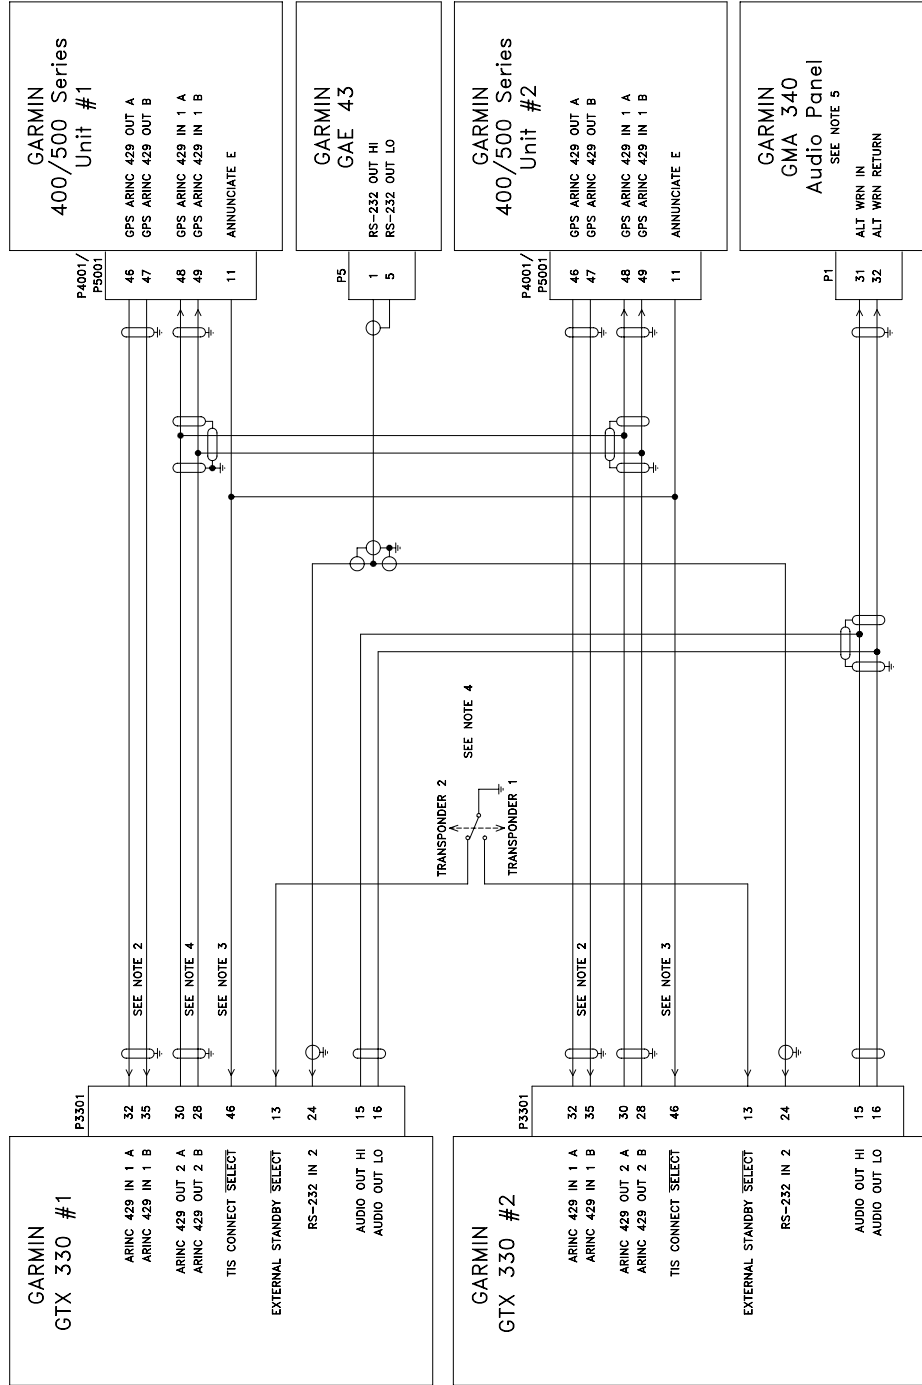 GARMIN
GTX 330 #1
P3301
ARINC 429 IN 1 A 32
ARINC 429 IN 1 B 35
ARINC 429 OUT 2 A 30
ARINC 429 OUT 2 B 28
TIS CONNECT SELECT 46
EXTERNAL STANDBY SELECT 13
RS-232 IN 2 24
AUDIO OUT HI 15
AUDIO OUT LO 16
SEE NOTE 2
SEE NOTE 4
SEE NOTE 3
GARMIN
400/500 Series
Unit #1
P4001/
P5001
46 GPS ARINC 429 OUT A
47 GPS ARINC 429 OUT B
48 GPS ARINC 429 IN 1 A
49 GPS ARINC 429 IN 1 B
11 ANNUNCIATE E
GARMIN
GAE 43
P5
1 RS-232 OUT HI
5 RS-232 OUT LO
TRANSPONDER 2
SEE NOTE 4
TRANSPONDER 1
GARMIN
GTX 330 #2
P3301
ARINC 429 IN 1 A 32
ARINC 429 IN 1 B 35
ARINC 429 OUT 2 A 30
ARINC 429 OUT 2 B 28
TIS CONNECT SELECT 46
EXTERNAL STANDBY SELECT 13
RS-232 IN 2 24
AUDIO OUT HI 15
AUDIO OUT LO 16
SEE NOTE 2
SEE NOTE 3
GARMIN
400/500 Series
Unit #2
P4001/
P5001
46 GPS ARINC 429 OUT A
47 GPS ARINC 429 OUT B
48 GPS ARINC 429 IN 1 A
49 GPS ARINC 429 IN 1 B
11 ANNUNCIATE E
GARMIN
GMA 340
Audio Panel
SEE NOTE 5
P1
31 ALT WRN IN
32 ALT WRN RETURN